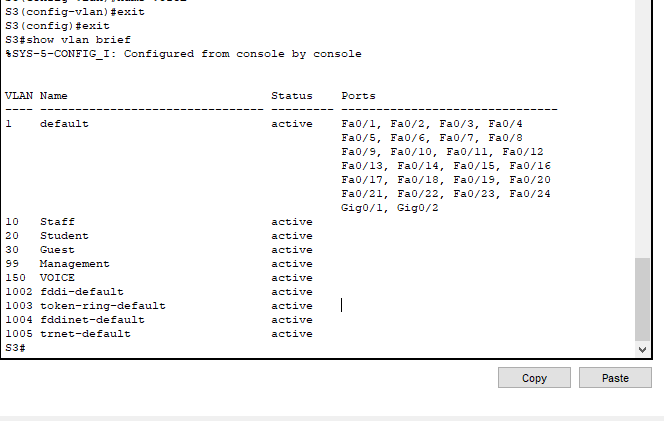 S3(config-vlan)#exit
S3(config)#exit
S3#show vlan brief
%SYS-5-CONFIG_I: Configured from console by console
VLAN Name Status Ports
---- -------------------------------- --------- -------------------------------
1 default active Fa0/1, Fa0/2, Fa0/3, Fa0/4
Fa0/5, Fa0/6, Fa0/7, Fa0/8
Fa0/9, Fa0/10, Fa0/11, Fa0/12
Fa0/13, Fa0/14, Fa0/15, Fa0/16
Fa0/17, Fa0/18, Fa0/19, Fa0/20
Fa0/21, Fa0/22, Fa0/23, Fa0/24
Gig0/1, Gig0/2
10 Staff active
20 Student active
30 Guest active
99 Management active
150 VOICE active
1002 fddi-default active
1003 token-ring-default active
1004 fddinet-default active
1005 trnet-default active
S3#
Copy Paste